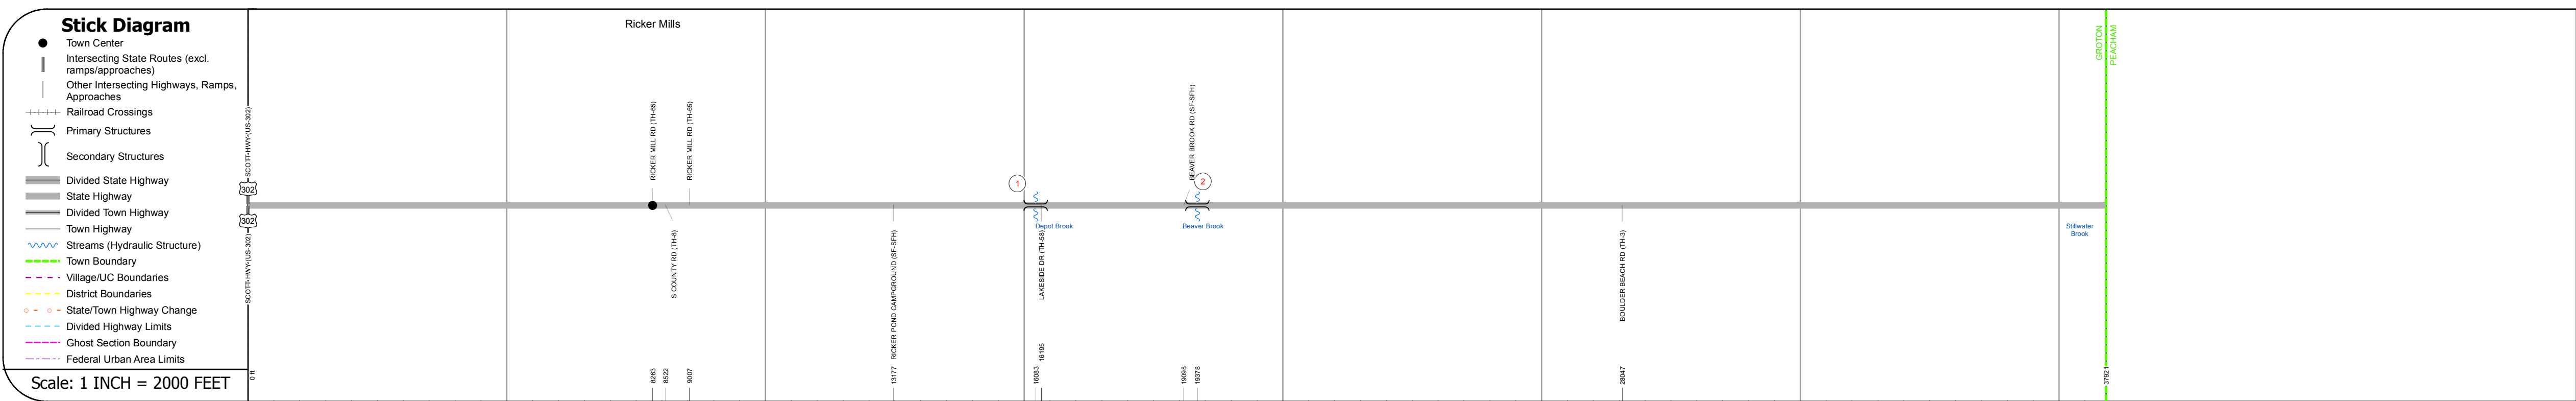 Stick Diagram
Town Center
Intersecting State Routes (excl.
ramps/approaches)
Other Intersecting Highways, Ramps,
Approaches
Railroad Crossings
Primary Structures
Secondary Structures
Divided State Highway
State Highway
Divided Town Highway
Town Highway
Streams (Hydraulic Structure)
Town Boundary
Village/UC Boundaries
District Boundaries
State/Town Highway Change
Divided Highway Limits
Ghost Section Boundary
Federal Urban Area Limits
Scale: 1 INCH = 2000 FEET
SCOTT HWY (US-302)
302
302
SCOTT HWY (US-302)
0 ft
Ricker Mills
RICKER MILL RD (TH-65)
RICKER MILL RD (TH-65)
S COUNTY RD (TH-8)
8263
8522
9007
RICKER POND CAMPGROUND (SF-SFH)
13177
1
Depot Brook
LAKESIDE DR (TH-58)
16083
16195
BEAVER BROOK RD (SF-SFH)
2
Beaver Brook
19098
19378
BOULDER BEACH RD (TH-3)
28047
Stillwater
Brook
GROTON
PEACHAM
37921